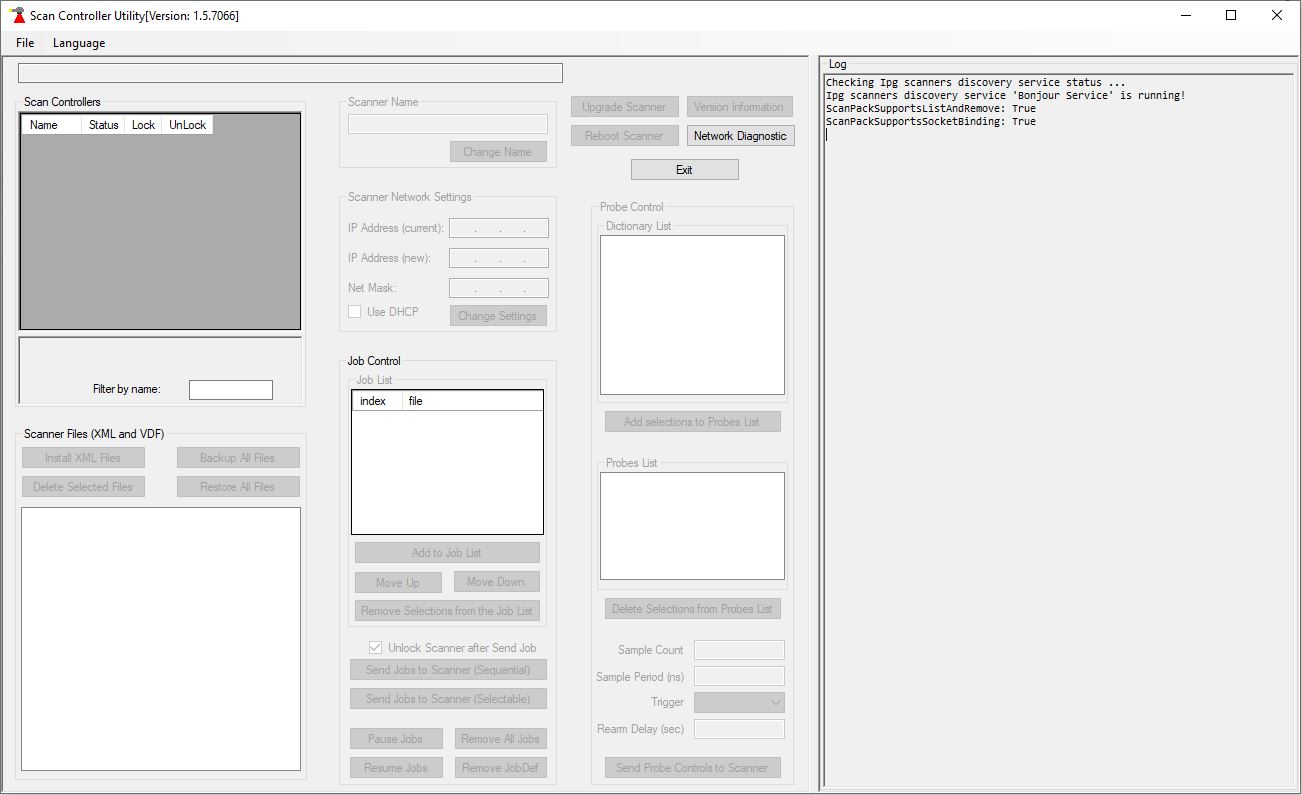 Scan Controller Utility[Version: 1.5.7066]
File Language
Scan Controllers
Name Status Lock UnLock
Filter by name:
Scanner Files (XML and VDF)
Install XML Files Backup All Files
Delete Selected Files Restore All Files
Scanner Name
Change Name
Scanner Network Settings
IP Address (current): . . .
IP Address (new): . . .
Net Mask: . . .
Use DHCP Change Settings
Job Control
Job List
index file
Add to Job List
Move Up Move Down
Remove Selections from the Job List
Unlock Scanner after Send Job
Send Jobs to Scanner (Sequential)
Send Jobs to Scanner (Selectable)
Pause Jobs Remove All Jobs
Resume Jobs Remove JobDef
Upgrade Scanner Version Information
Reboot Scanner Network Diagnostic
Exit
Probe Control
Dictionary List
Add selections to Probes List
Probes List
Delete Selections from Probes List
Sample Count
Sample Period (ns)
Trigger
Rearm Delay (sec)
Send Probe Controls to Scanner
Log
Checking Ipg scanners discovery service status ...
Ipg scanners discovery service 'Bonjour Service' is running!
ScanPackSupportsListAndRemove: True
ScanPackSupportsSocketBinding: True